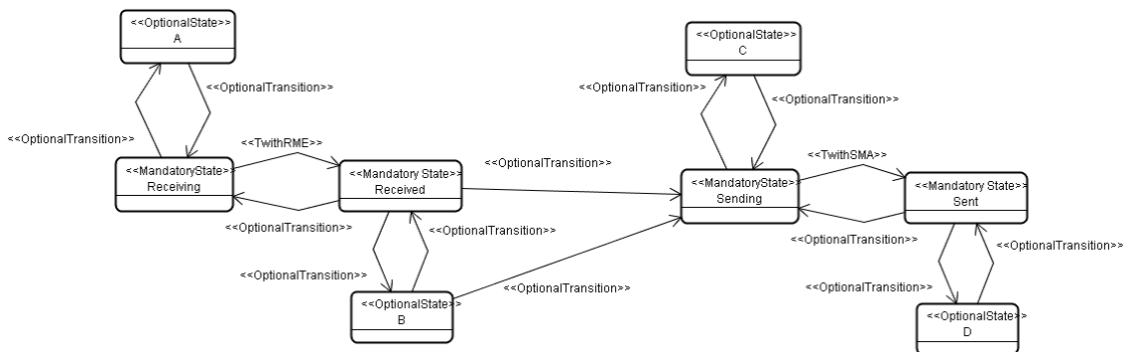 <<OptionalState>>
A
<<OptionalState>>
C
<<OptionalTransition>>
<<OptionalTransition>>
<<OptionalTransition>>
<<OptionalTransition>>
<<TwithRME>>
<<TwithSMA>>
<<MandatoryState>>
Receiving
<<Mandatory State>>
Received
<<OptionalTransition>>
<<MandatoryState>>
Sending
<<Mandatory State>>
Sent
<<OptionalTransition>>
<<OptionalTransition>>
<<OptionalTransition>>
<<OptionalTransition>>
<<OptionalTransition>>
<<OptionalTransition>>
<<OptionalTransition>>
<<OptionalState>>
B
<<OptionalState>>
D